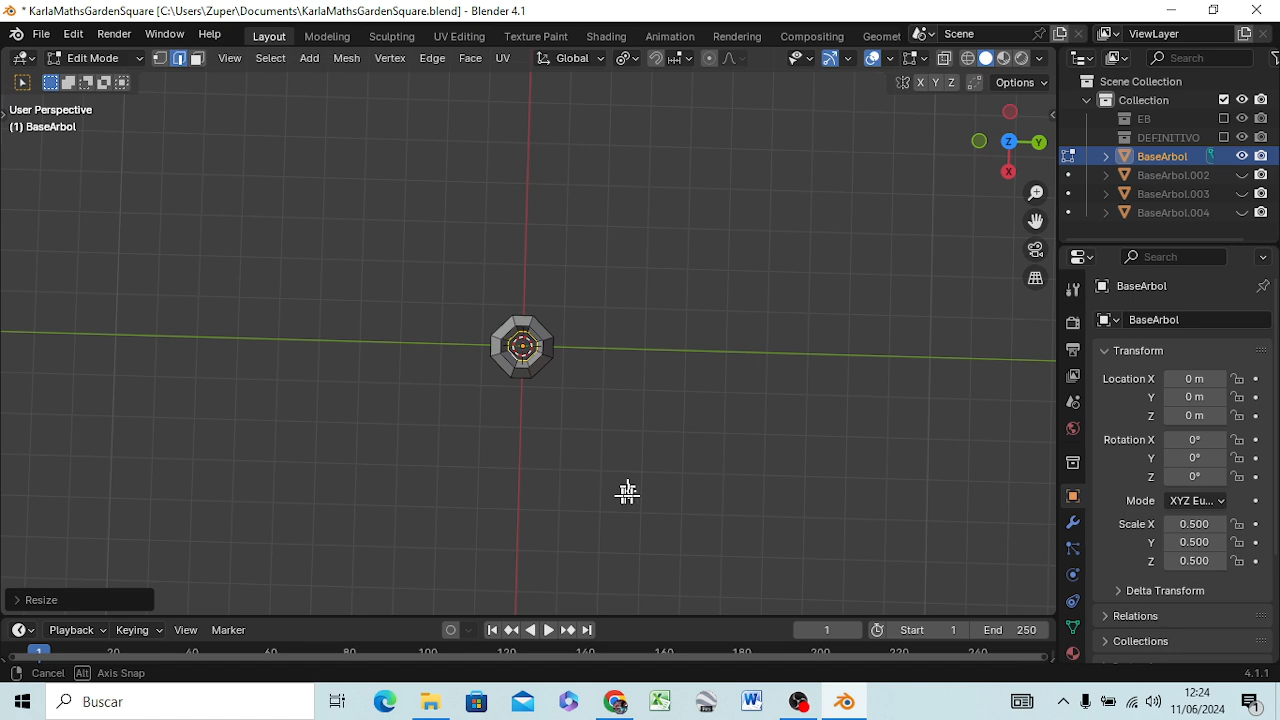 * KarlaMathsGardenSquare [C:\Users\Zuper\Documents\KarlaMathsGardenSquare.blend] - Blender 4.1
File Edit Render Window Help Layout Modeling Sculpting UV Editing Texture Paint Shading Animation Rendering Compositing Geomet Scene ViewLayer
Edit Mode View Select Add Mesh Vertex Edge Face UV Global Search
X Y Z Options
User Perspective
(1) BaseArbol
Scene Collection
Collection
EB
DEFINITIVO
BaseArbol
BaseArbol.002
BaseArbol.003
BaseArbol.004
Z Y
X
Search
BaseArbol
BaseArbol
Transform
Location X 0 m
Y 0 m
Z 0 m
Rotation X 0°
Y 0°
Z 0°
Mode XYZ Eu...
Scale X 0.500
Y 0.500
Z 0.500
Delta Transform
Relations
Collections
Resize
Playback Keying View Marker 1 Start 1 End 250
1 20 40 60 80 100 120 140 160 180 200 220 240
Cancel Alt Axis Snap 4.1.1
Buscar
12:24
11/06/2024